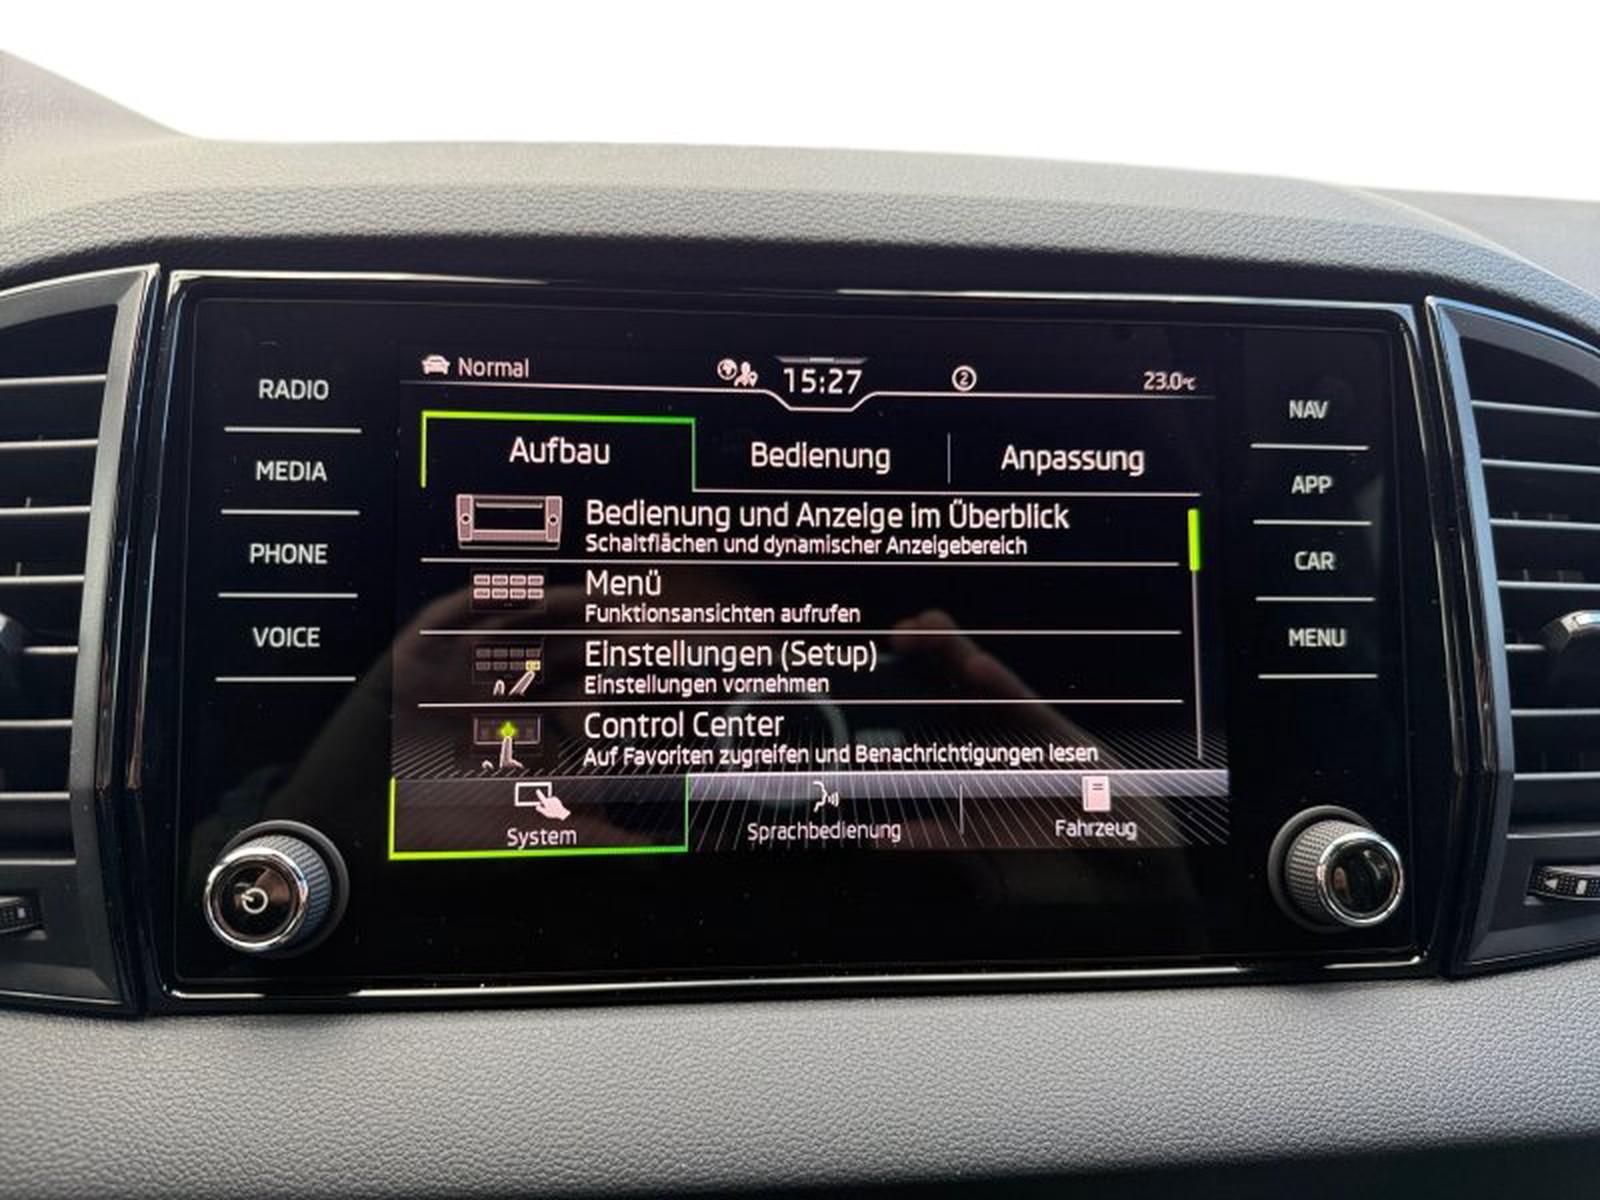 RADIO
MEDIA
PHONE
VOICE
Normal
15:27
2
23.0°C
Aufbau
Bedienung
Anpassung
Bedienung und Anzeige im Überblick
Schaltflächen und dynamischer Anzeigebereich
Menü
Funktionsansichten aufrufen
Einstellungen (Setup)
Einstellungen vornehmen
Control Center
Auf Favoriten zugreifen und Benachrichtigungen lesen
System
Sprachbedienung
Fahrzeug
NAV
APP
CAR
MENU